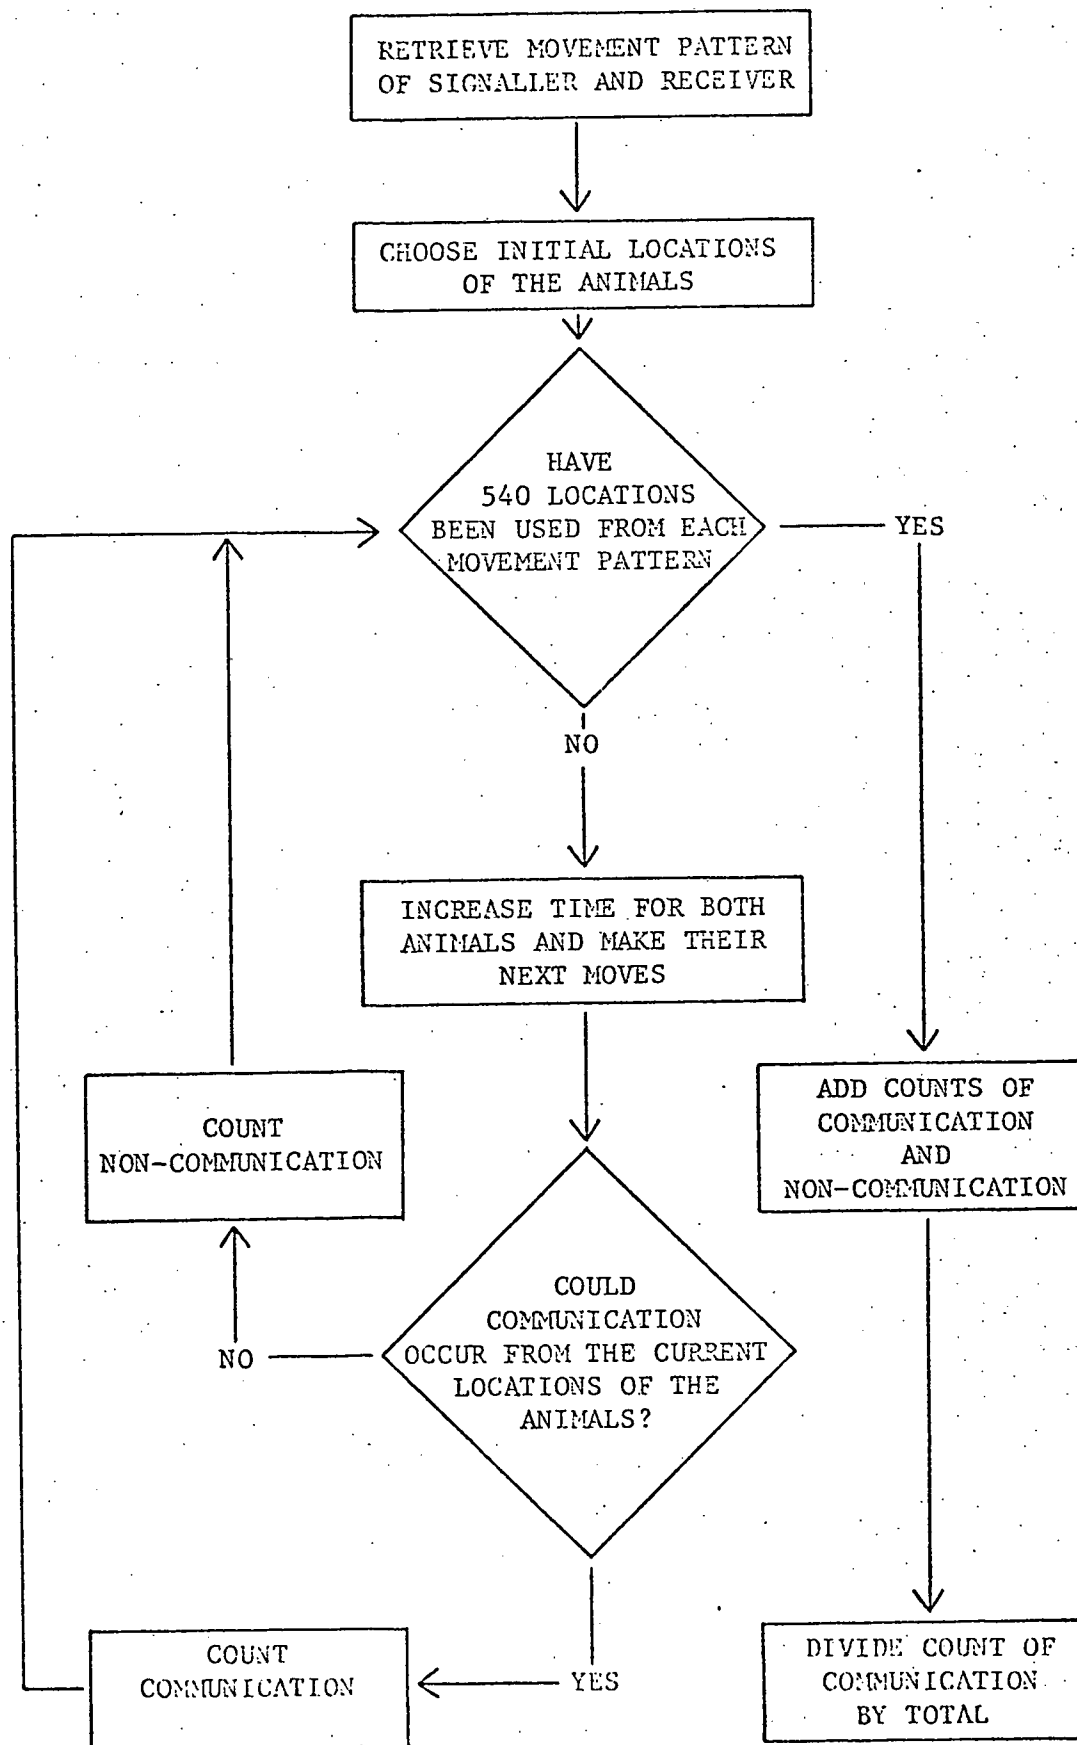 RETRIEVE MOVEMENT PATTERN
OF SIGNALLER AND RECEIVER
CHOOSE INITIAL LOCATIONS
OF THE ANIMALS
HAVE
540 LOCATIONS
BEEN USED FROM EACH
MOVEMENT PATTERN
YES
NO
INCREASE TIME FOR BOTH
ANIMALS AND MAKE THEIR
NEXT MOVES
COUNT
NON-COMMUNICATION
ADD COUNTS OF
COMMUNICATION
AND
NON-COMMUNICATION
COULD
COMMUNICATION
OCCUR FROM THE CURRENT
LOCATIONS OF THE
ANIMALS?
NO
YES
COUNT
COMMUNICATION
DIVIDE COUNT OF
COMMUNICATION
BY TOTAL